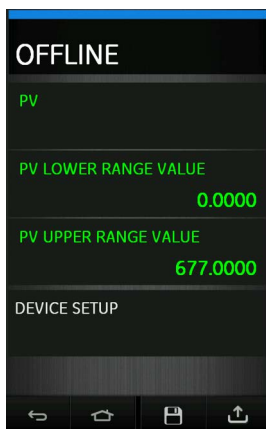 OFFLINE
PV
PV LOWER RANGE VALUE
0.0000
PV UPPER RANGE VALUE
677.0000
DEVICE SETUP